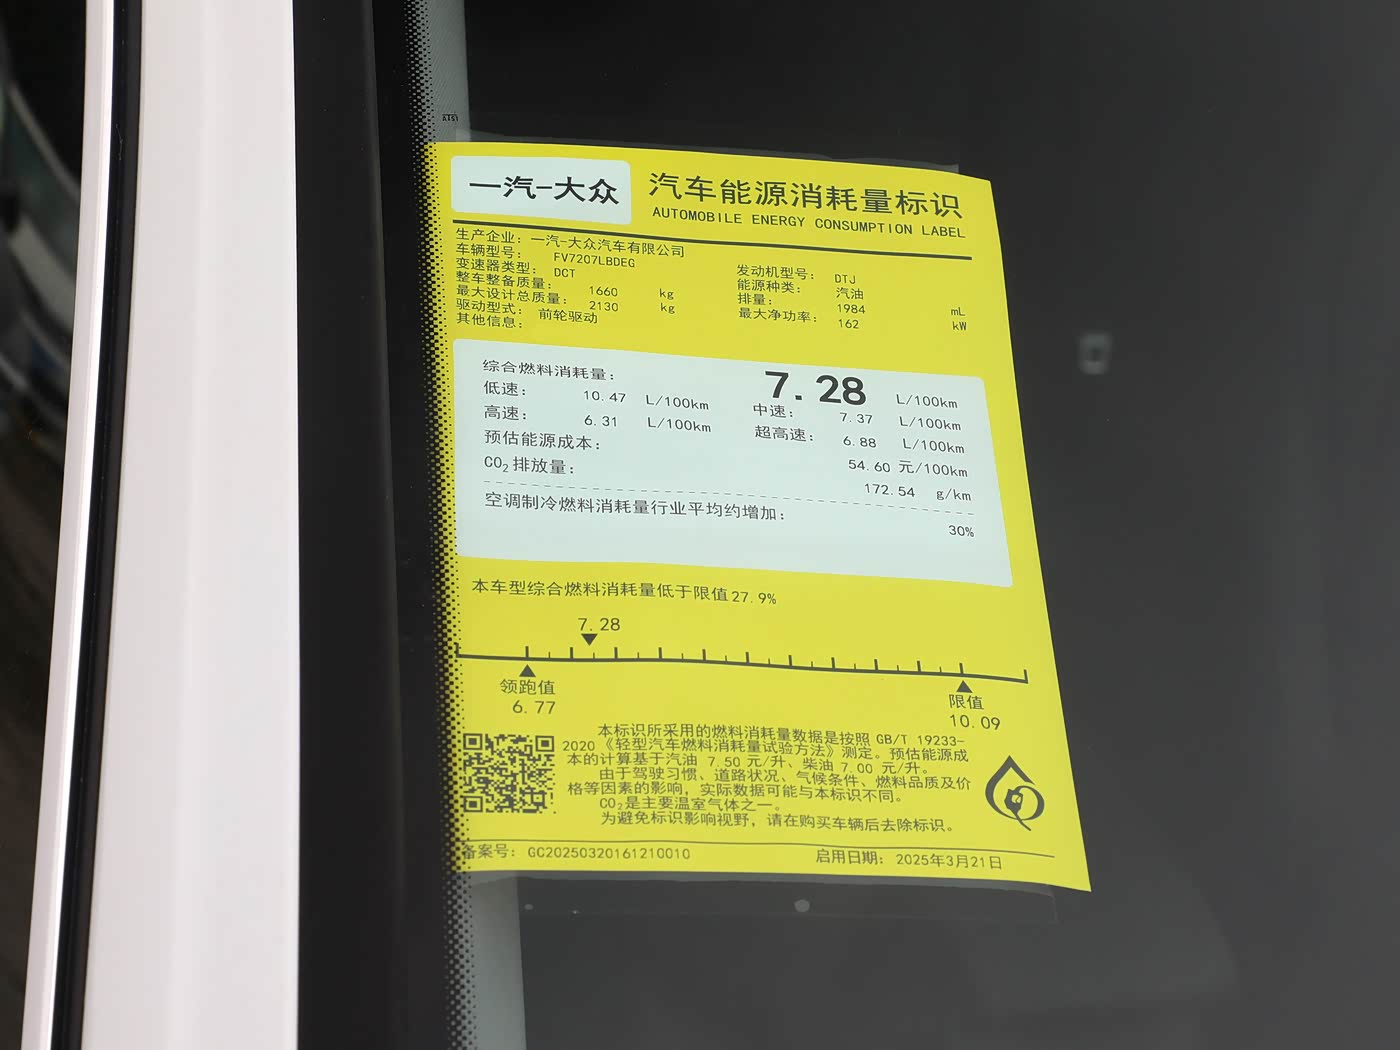 一汽-大众
汽车能源消耗量标识
AUTOMOBILE ENERGY CONSUMPTION LABEL
生产企业：一汽-大众汽车有限公司
车辆型号： FV7207LBDEG
变速器类型： DCT
整车整备质量： 1660 kg
最大设计总质量： 2130 kg
驱动型式： 前轮驱动
其他信息：
发动机型号： DTJ
能源种类： 汽油
排量： 1984 mL
最大净功率： 162 kW
综合燃料消耗量： 7.28 L/100km
低速： 10.47 L/100km 中速： 7.37 L/100km
高速： 6.31 L/100km 超高速： 6.88 L/100km
预估能源成本： 54.60 元/100km
CO₂排放量： 172.54 g/km
空调制冷燃料消耗量行业平均约增加： 30%
本车型综合燃料消耗量低于限值27.9%
7.28
领跑值
6.77
限值
10.09
本标识所采用的燃料消耗量数据是按照 GB/T 19233-
2020《轻型汽车燃料消耗量试验方法》测定。预估能源成
本的计算基于汽油 7.50 元/升、柴油 7.00 元/升。
由于驾驶习惯、道路状况、气候条件、燃料品质及价
格等因素的影响，实际数据可能与本标识不同。
CO₂是主要温室气体之一。
为避免标识影响视野，请在购买车辆后去除标识。
备案号： GC20250320161210010 启用日期： 2025年3月21日